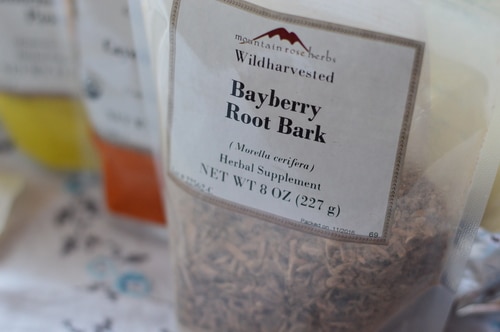 mountain rose herbs
Wildharvested
Bayberry
Root Bark
(Morella cerifera)
Herbal Supplement
NET WT 8 OZ (227 g)